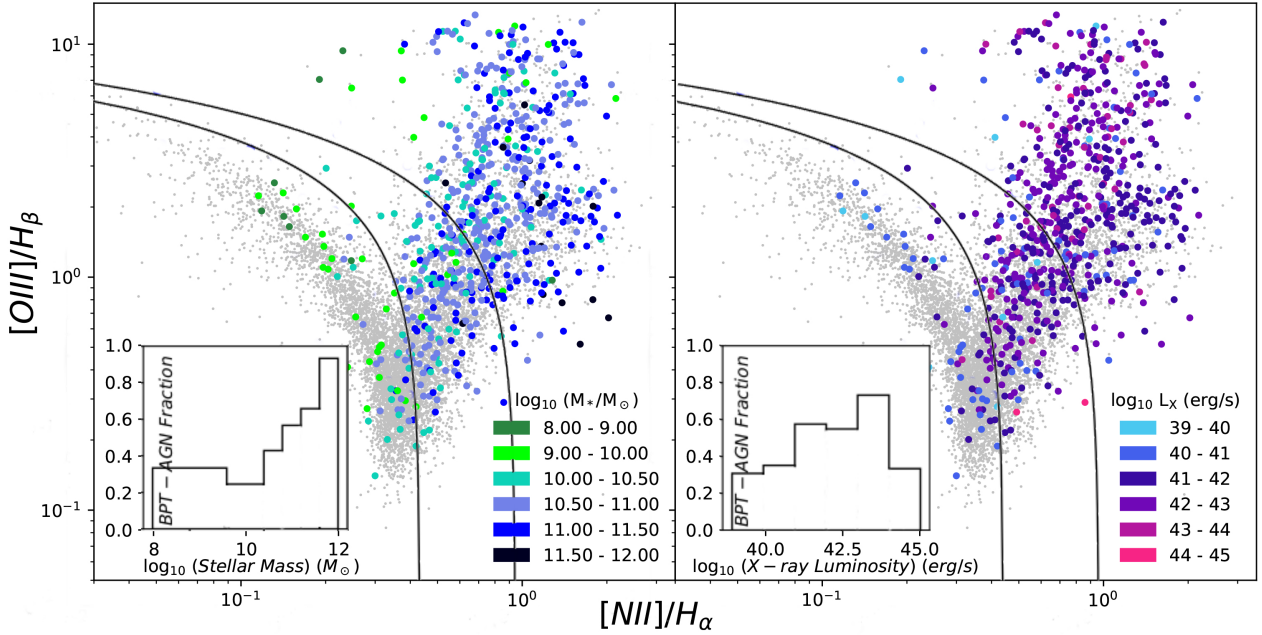 [OIII]/Hβ
10¹
10⁰
10⁻¹
1.0
0.8
0.6
0.4
0.2
0.0
BPT − AGN Fraction
8
10
12
log₁₀ (Stellar Mass) (M☉)
log₁₀ (M*/M☉)
8.00 - 9.00
9.00 - 10.00
10.00 - 10.50
10.50 - 11.00
11.00 - 11.50
11.50 - 12.00
10⁻¹
10⁰
1.0
0.8
0.6
0.4
0.2
0.0
BPT − AGN Fraction
40.0
42.5
45.0
log₁₀ (X − ray Luminosity) (erg/s)
log₁₀ Lₓ (erg/s)
39 - 40
40 - 41
41 - 42
42 - 43
43 - 44
44 - 45
10⁻¹
10⁰
[NII]/Hα